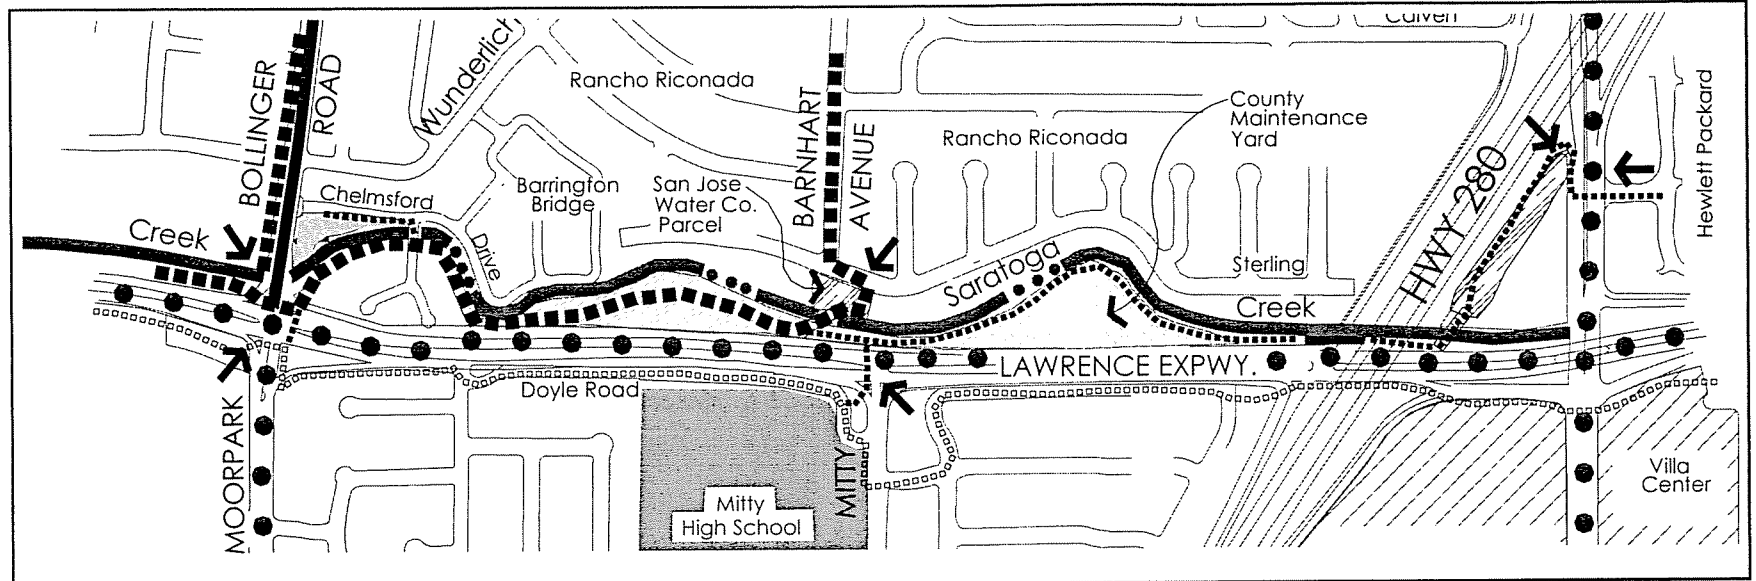 Calvert
BOLLINGER
ROAD
Wunderlich
Rancho Riconada
BARNHART
AVENUE
County
Maintenance
Yard
Rancho Riconada
HWY 280
Hewlett Packard
Chelmsford
Drive
Barrington
Bridge
San Jose
Water Co.
Parcel
Creek
Saratoga
Sterling
Creek
LAWRENCE EXPWY.
Doyle Road
MOORPARK
MITTY
Mitty
High School
Villa
Center